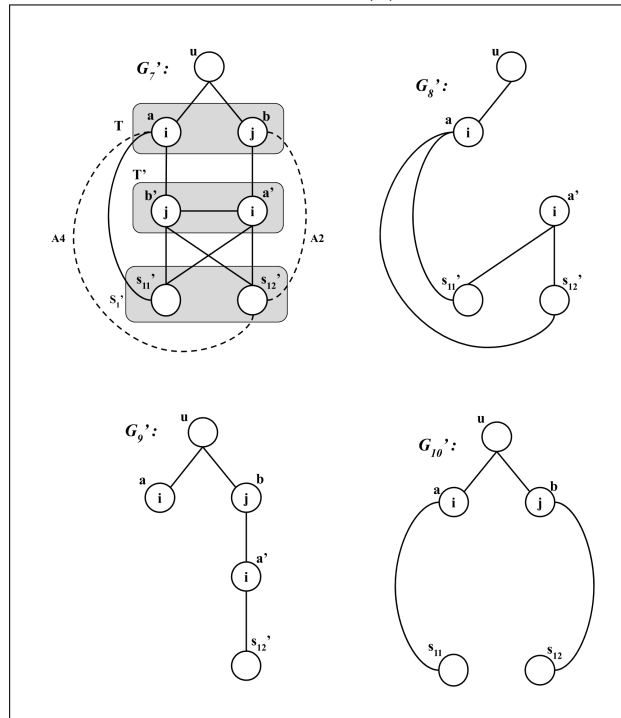 u
G7':
a b
T i j
T'
b' a'
j i
A4 A2
s11' s12'
S1'
u
G8':
a
i
a'
i
s11' s12'
u
G9':
a b
i j
a'
i
s12'
u
G10':
a b
i j
s11 s12